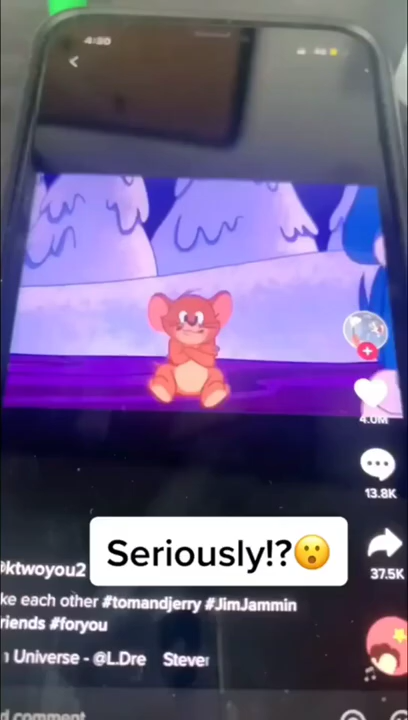 4:30
4.0M
13.8K
Seriously!?😮
@ktwoyou2
37.5K
ke each other #tomandjerry #JimJammin
riends #foryou
n Universe - @L.Dre Steven
d comment